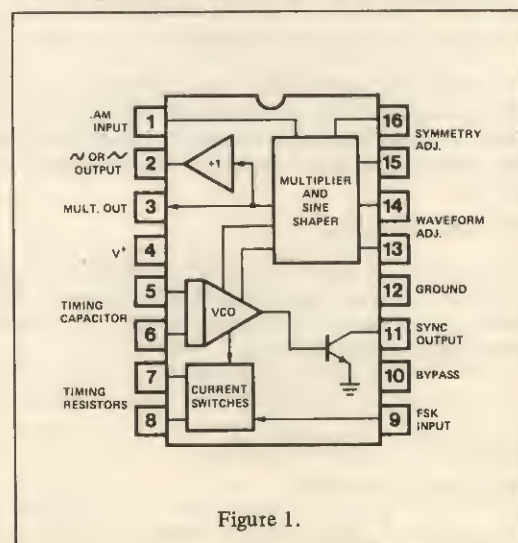 1
.AM
INPUT
2
∿ OR ∿
OUTPUT
3
MULT. OUT
4
V+
5
TIMING
CAPACITOR
6
7
TIMING
RESISTORS
8
+1
MULTIPLIER
AND
SINE
SHAPER
VCO
CURRENT
SWITCHES
16
SYMMETRY
ADJ.
15
14
WAVEFORM
ADJ.
13
12
GROUND
11
SYNC
OUTPUT
10
BYPASS
9
FSK
INPUT
Figure 1.